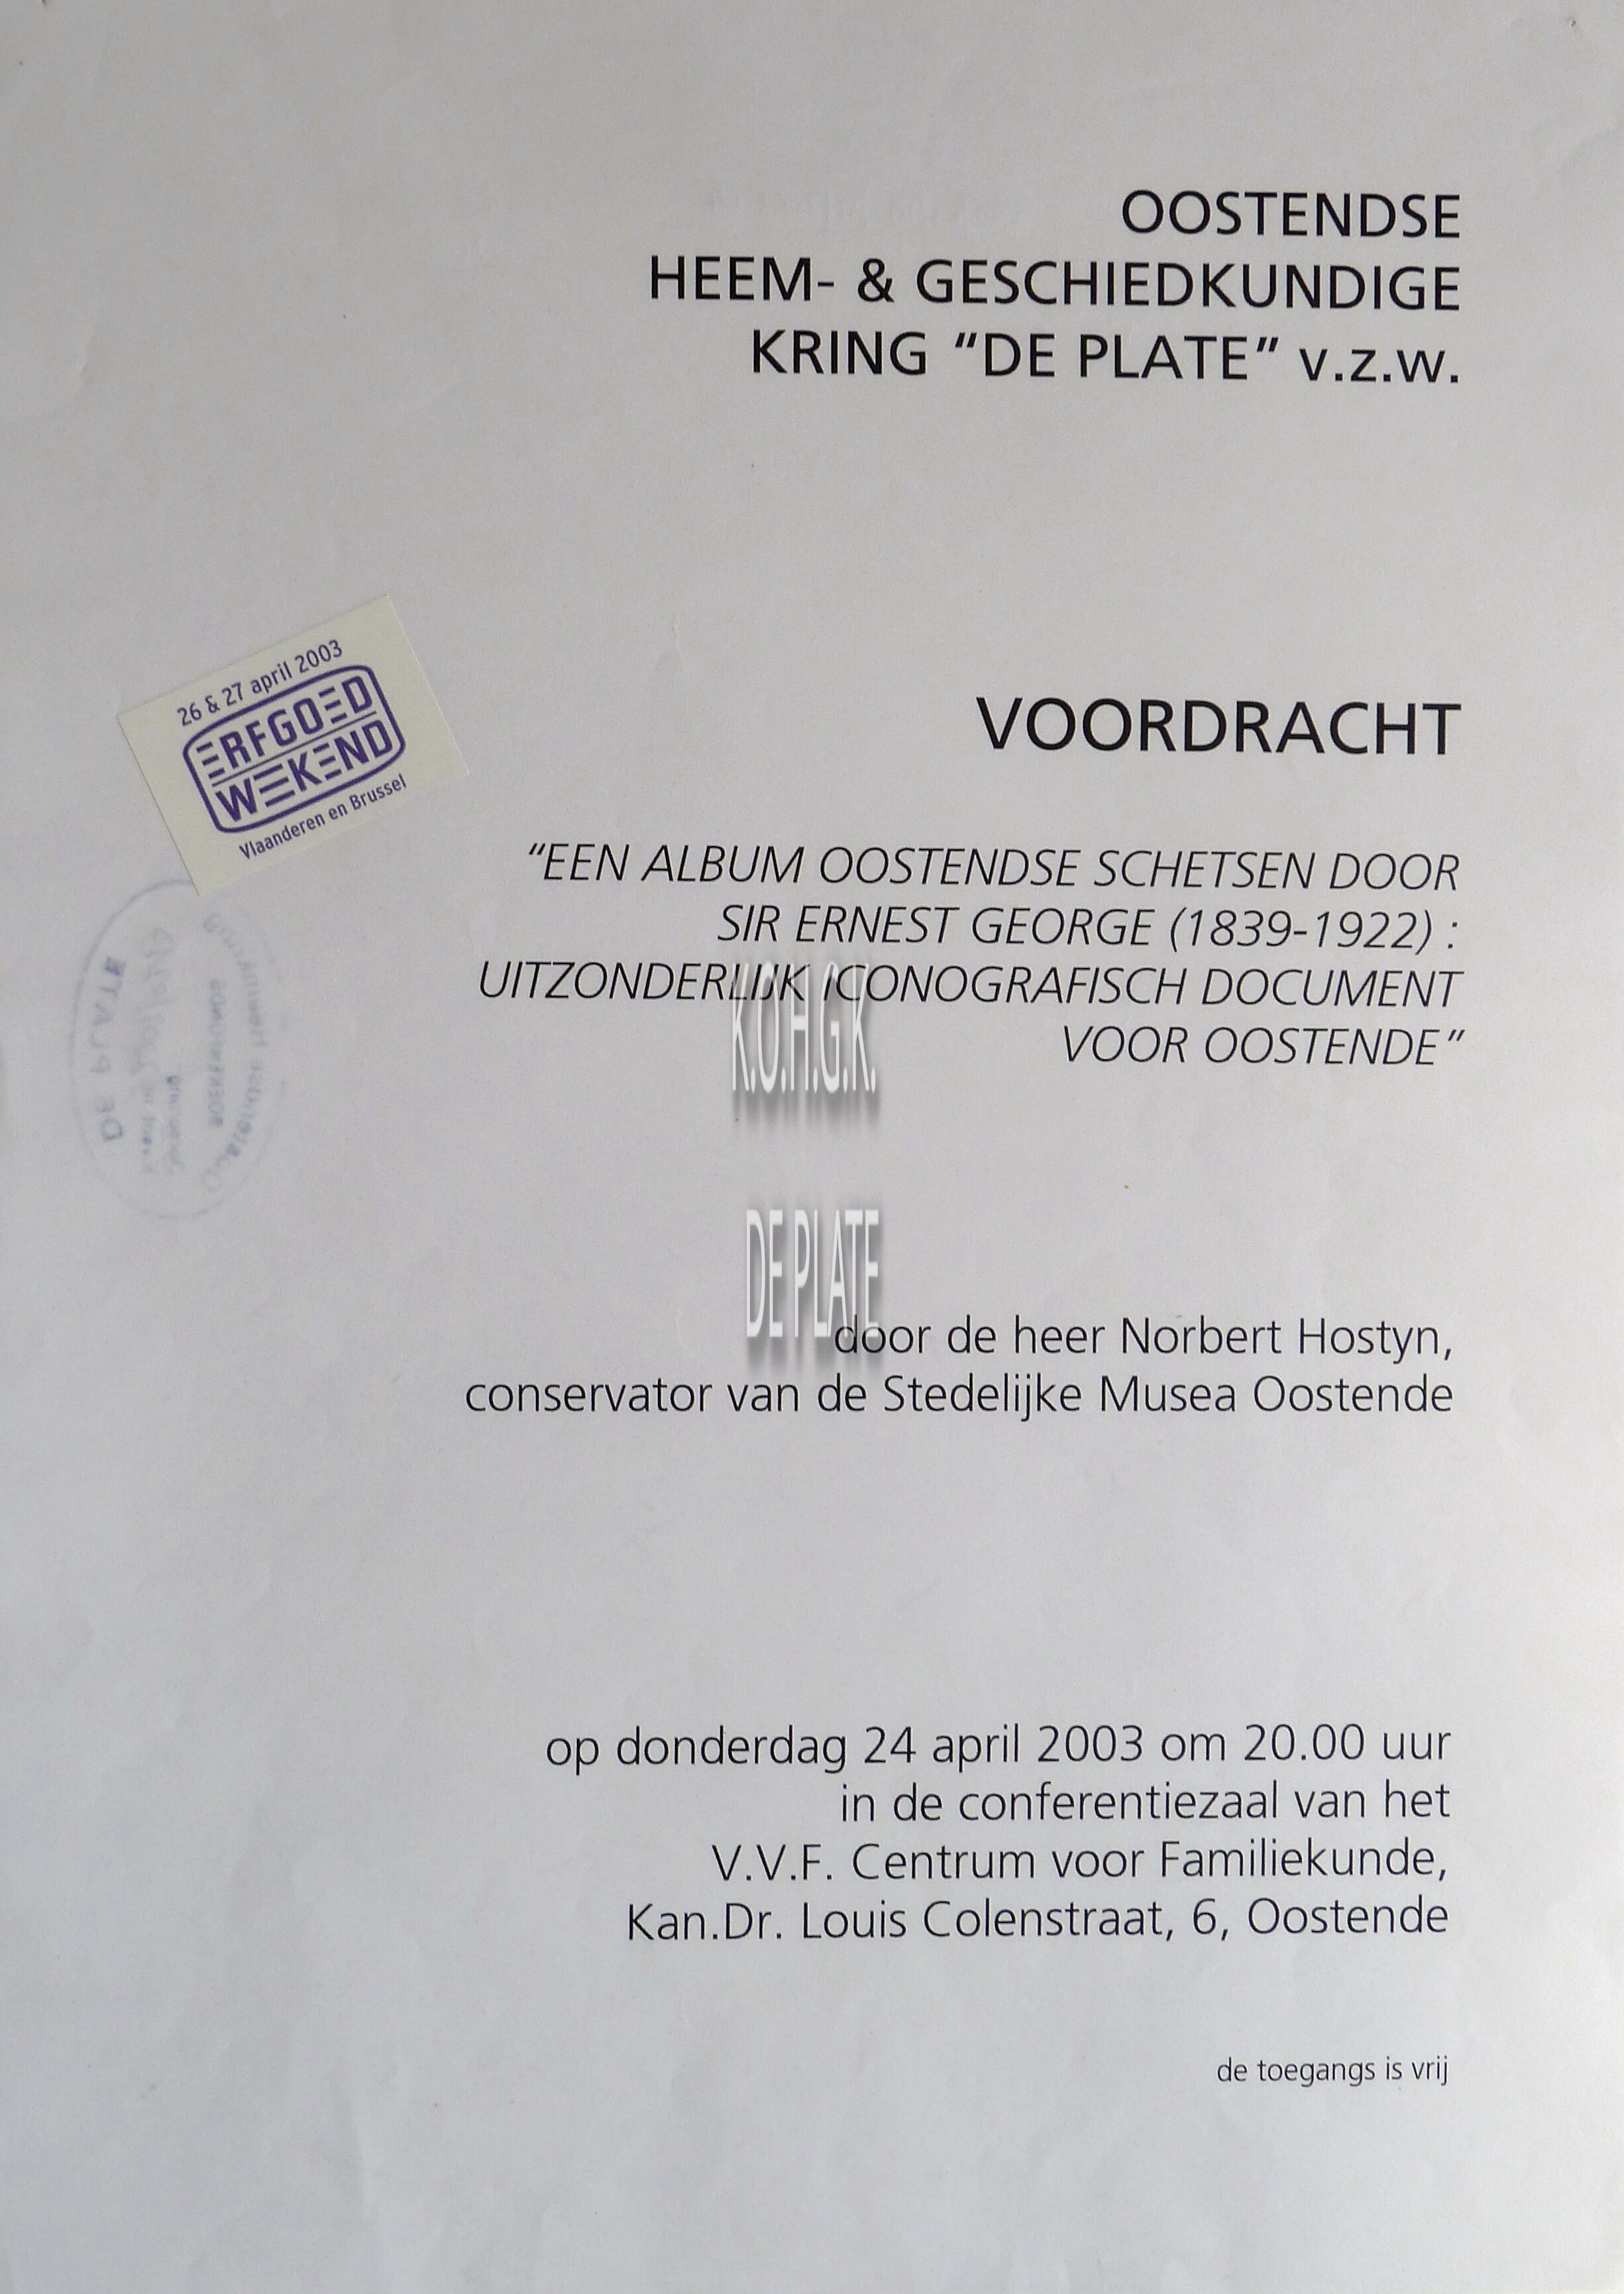 OOSTENDSE
HEEM- & GESCHIEDKUNDIGE
KRING “DE PLATE” v.z.w.
26 & 27 april 2003
ERFGOED
WEEKEND
Vlaanderen en Brussel
VOORDRACHT
“EEN ALBUM OOSTENDSE SCHETSEN DOOR
SIR ERNEST GEORGE (1839-1922) :
UITZONDERLIJK ICONOGRAFISCH DOCUMENT
VOOR OOSTENDE”
DE PLATE
K.O.H.G.K.
DE PLATE
door de heer Norbert Hostyn,
conservator van de Stedelijke Musea Oostende
op donderdag 24 april 2003 om 20.00 uur
in de conferentiezaal van het
V.V.F. Centrum voor Familiekunde,
Kan.Dr. Louis Colenstraat, 6, Oostende
de toegangs is vrij